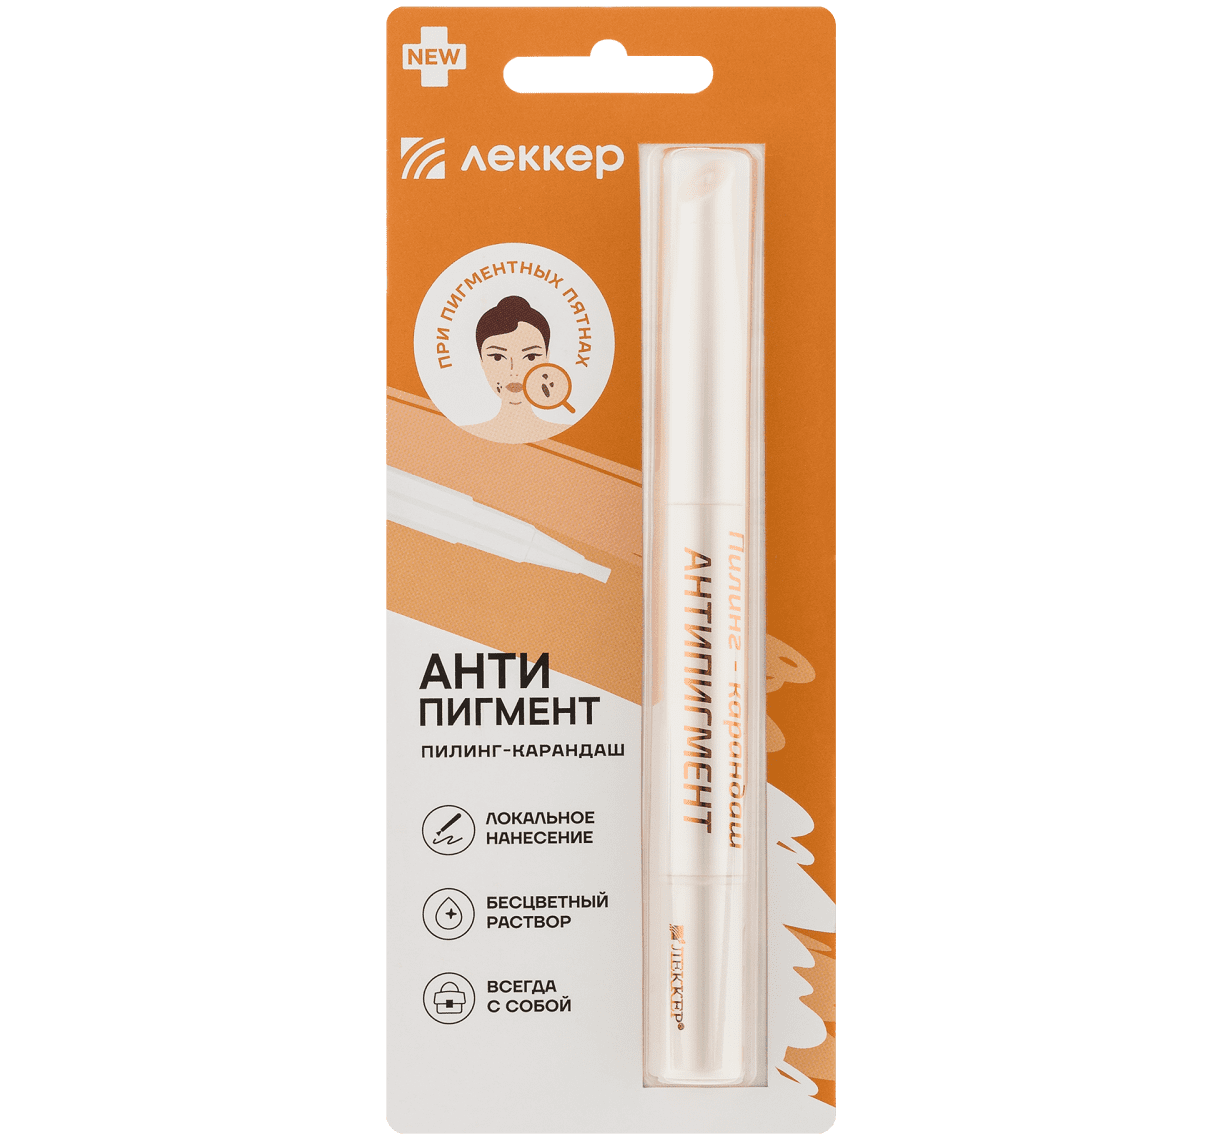 NEW
леккер
ПРИ ПИГМЕНТНЫХ ПЯТНАХ
АНТИ
ПИГМЕНТ
ПИЛИНГ-КАРАНДАШ
ЛОКАЛЬНОЕ
НАНЕСЕНИЕ
БЕСЦВЕТНЫЙ
РАСТВОР
ВСЕГДА
С СОБОЙ
Пилинг - карандаш
АНТИПИГМЕНТ
ЛЕККЕР®